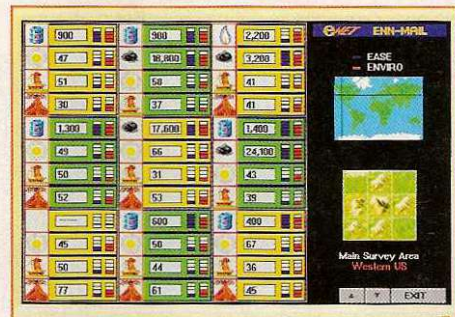 900 900 2,200 e-NET ENN-MAIL
47 18,800 3,200 EASE
ENVIRO
51 58 41
30 37 41
1,300 17,600 1,400
49 66 24,100
50 31 43
52 53 39
600 400
45 50 67
50 44 36
77 61 45
Main Survey Area
Western US
EXIT